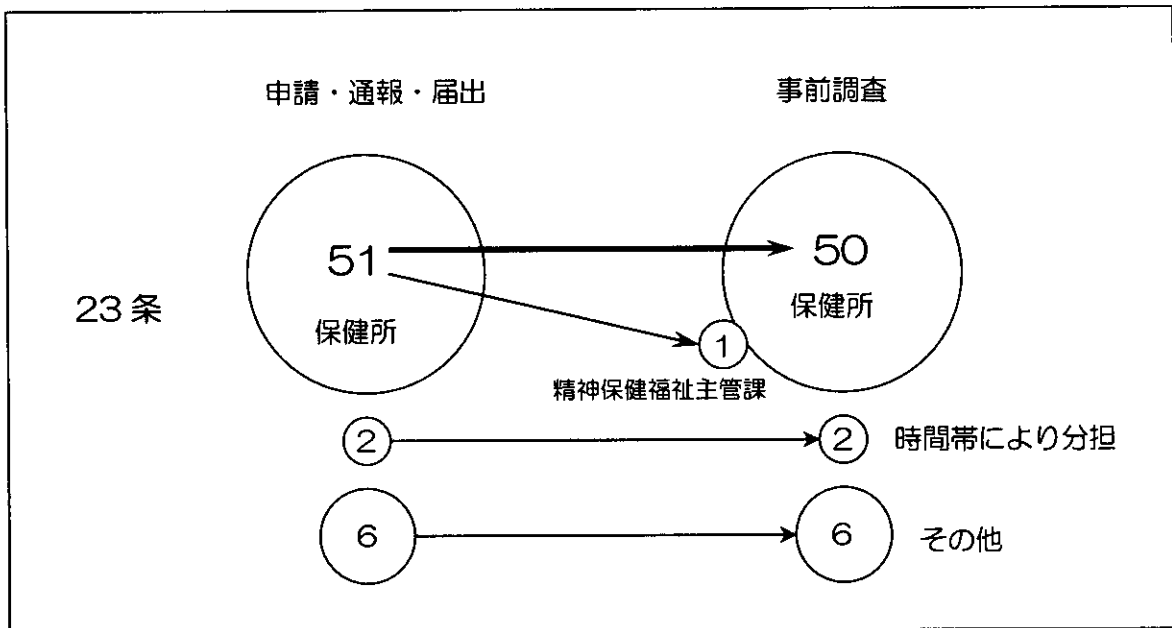 申請・通報・届出
事前調査
51
50
23条
保健所
保健所
1
精神保健福祉主管課
2
2
時間帯により分担
6
6
その他